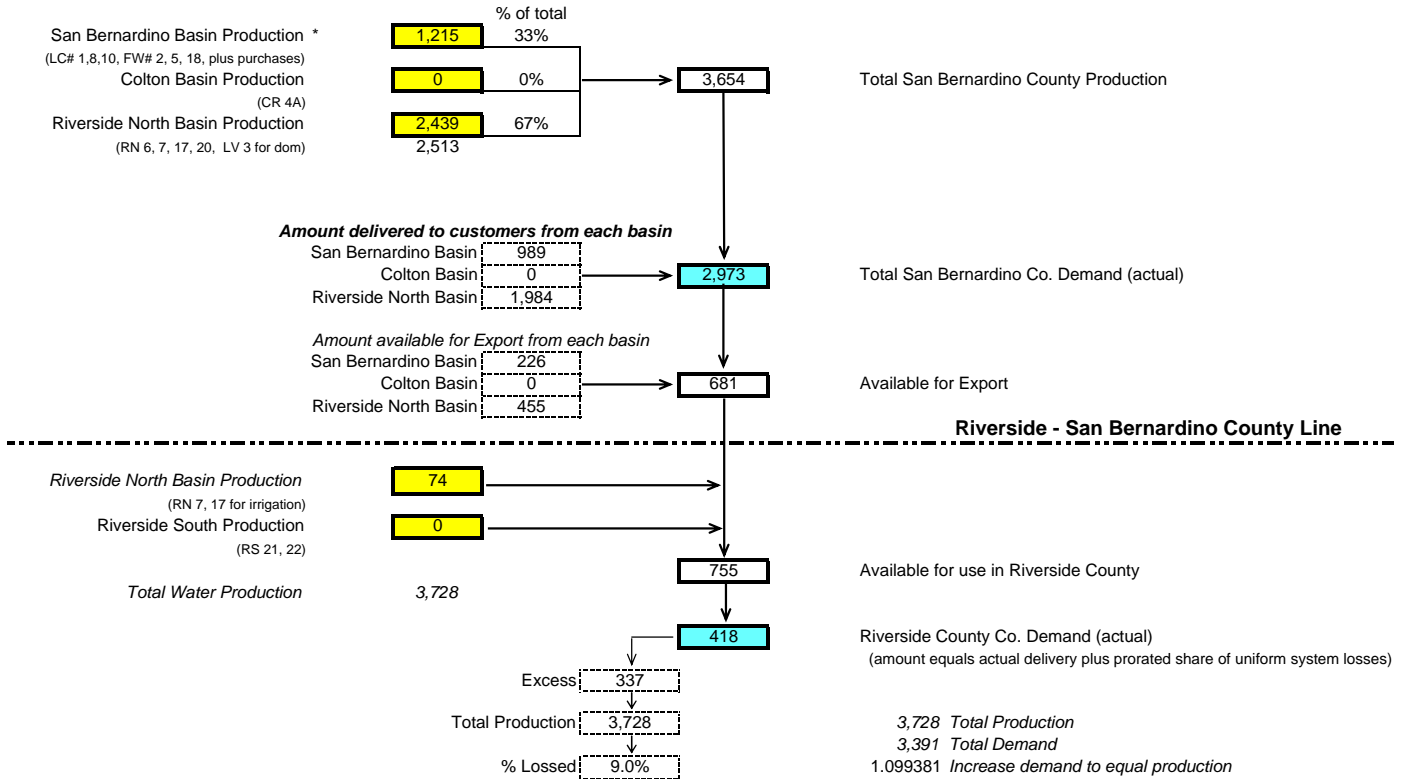 % of total
San Bernardino Basin Production * 1,215 33%
(LC# 1,8,10, FW# 2, 5, 18, plus purchases)
Colton Basin Production 0 0% 3,654 Total San Bernardino County Production
(CR 4A)
Riverside North Basin Production 2,439 67%
(RN 6, 7, 17, 20, LV 3 for dom) 2,513
Amount delivered to customers from each basin
San Bernardino Basin 989
Colton Basin 0 2,973 Total San Bernardino Co. Demand (actual)
Riverside North Basin 1,984
Amount available for Export from each basin
San Bernardino Basin 226
Colton Basin 0 681 Available for Export
Riverside North Basin 455
Riverside - San Bernardino County Line
Riverside North Basin Production 74
(RN 7, 17 for irrigation)
Riverside South Production 0
(RS 21, 22)
755 Available for use in Riverside County
Total Water Production 3,728
418 Riverside County Co. Demand (actual)
(amount equals actual delivery plus prorated share of uniform system losses)
Excess 337
Total Production 3,728 3,728 Total Production
3,391 Total Demand
% Lossed 9.0% 1.099381 Increase demand to equal production